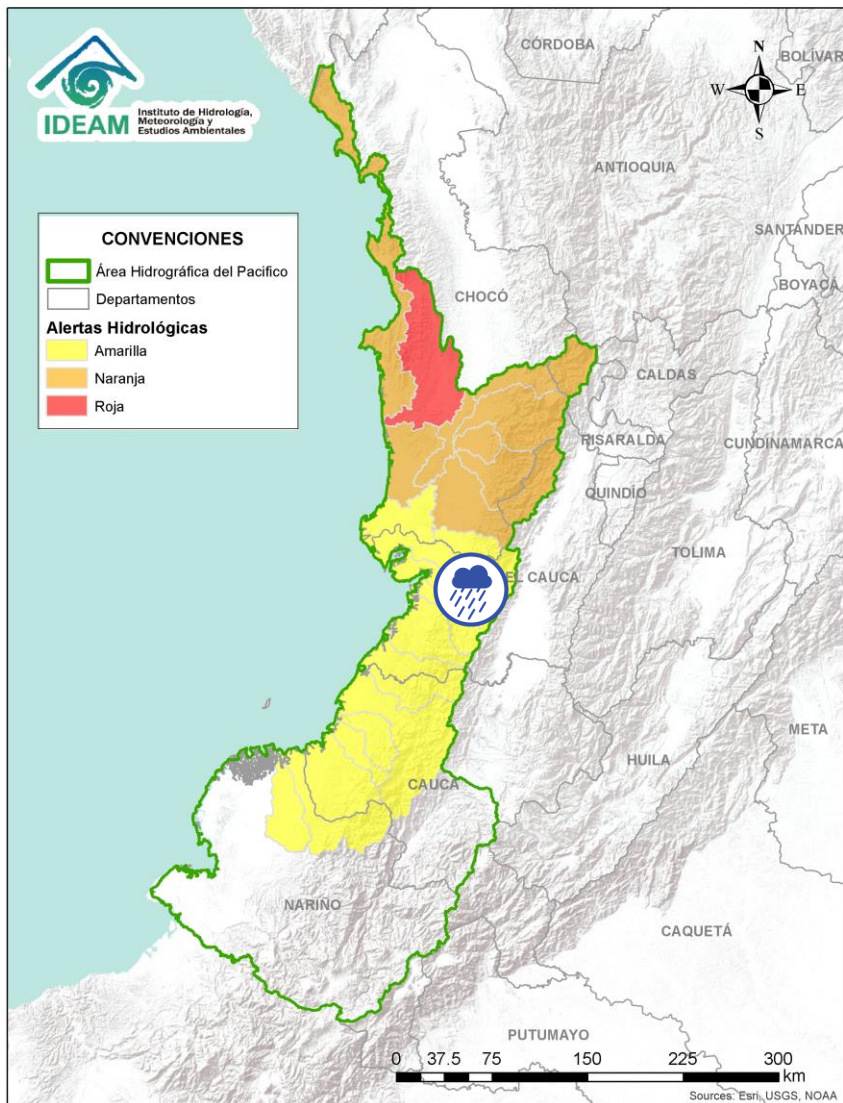 IDEAM
Instituto de Hidrología,
Meteorología y
Estudios Ambientales
N
W
E
S
CÓRDOBA
BOLÍVAR
ANTIOQUIA
SANTANDER
BOYACÁ
CONVENCIONES
Área Hidrográfica del Pacifico
Departamentos
Alertas Hidrológicas
Amarilla
Naranja
Roja
CHOCÓ
CALDAS
RISARALDA
CUNDINAMARCA
QUINDÍO
TOLIMA
EL CAUCA
META
HUILA
CAUCA
NARIÑO
CAQUETÁ
PUTUMAYO
0 37.5 75 150 225 300
km
Sources: Esri, USGS, NOAA